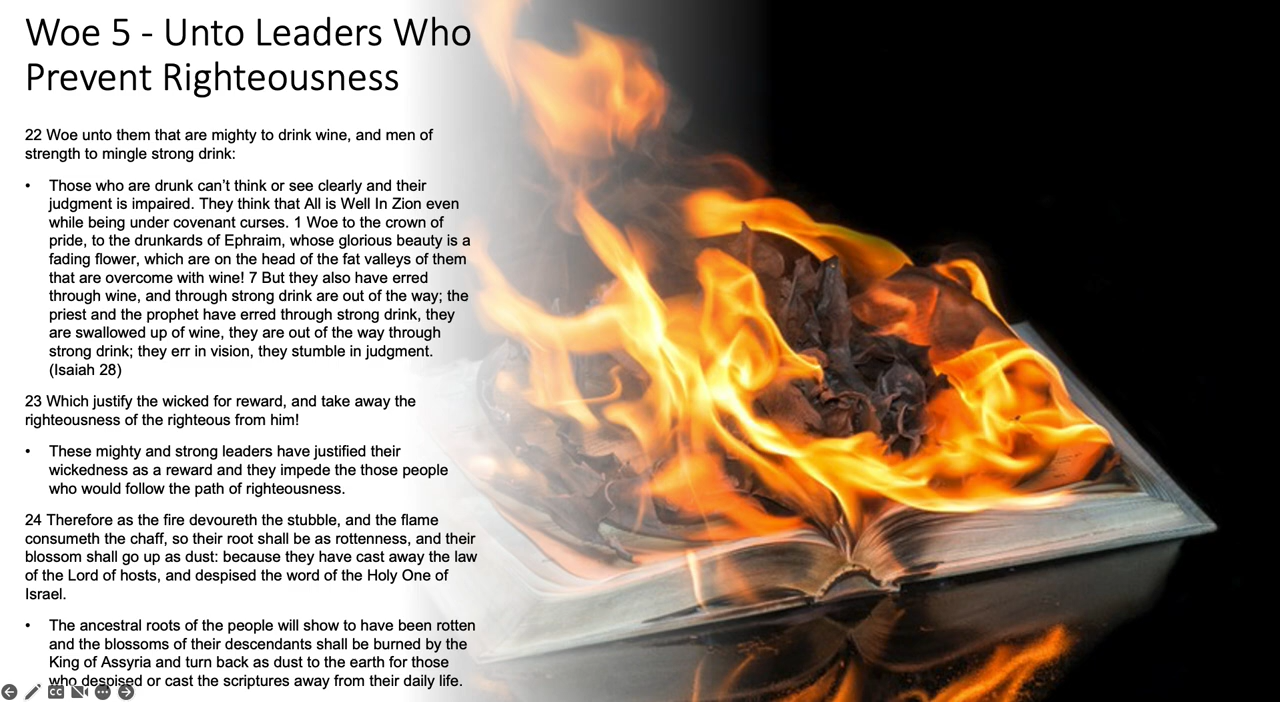 Woe 5 - Unto Leaders Who
Prevent Righteousness
22 Woe unto them that are mighty to drink wine, and men of
strength to mingle strong drink:
• Those who are drunk can't think or see clearly and their
judgment is impaired. They think that All is Well In Zion even
while being under covenant curses. 1 Woe to the crown of
pride, to the drunkards of Ephraim, whose glorious beauty is a
fading flower, which are on the head of the fat valleys of them
that are overcome with wine! 7 But they also have erred
through wine, and through strong drink are out of the way; the
priest and the prophet have erred through strong drink, they
are swallowed up of wine, they are out of the way through
strong drink; they err in vision, they stumble in judgment.
(Isaiah 28)
23 Which justify the wicked for reward, and take away the
righteousness of the righteous from him!
• These mighty and strong leaders have justified their
wickedness as a reward and they impede the those people
who would follow the path of righteousness.
24 Therefore as the fire devoureth the stubble, and the flame
consumeth the chaff, so their root shall be as rottenness, and their
blossom shall go up as dust: because they have cast away the law
of the Lord of hosts, and despised the word of the Holy One of
Israel.
• The ancestral roots of the people will show to have been rotten
and the blossoms of their descendants shall be burned by the
King of Assyria and turn back as dust to the earth for those
who despised or cast the scriptures away from their daily life.
CC